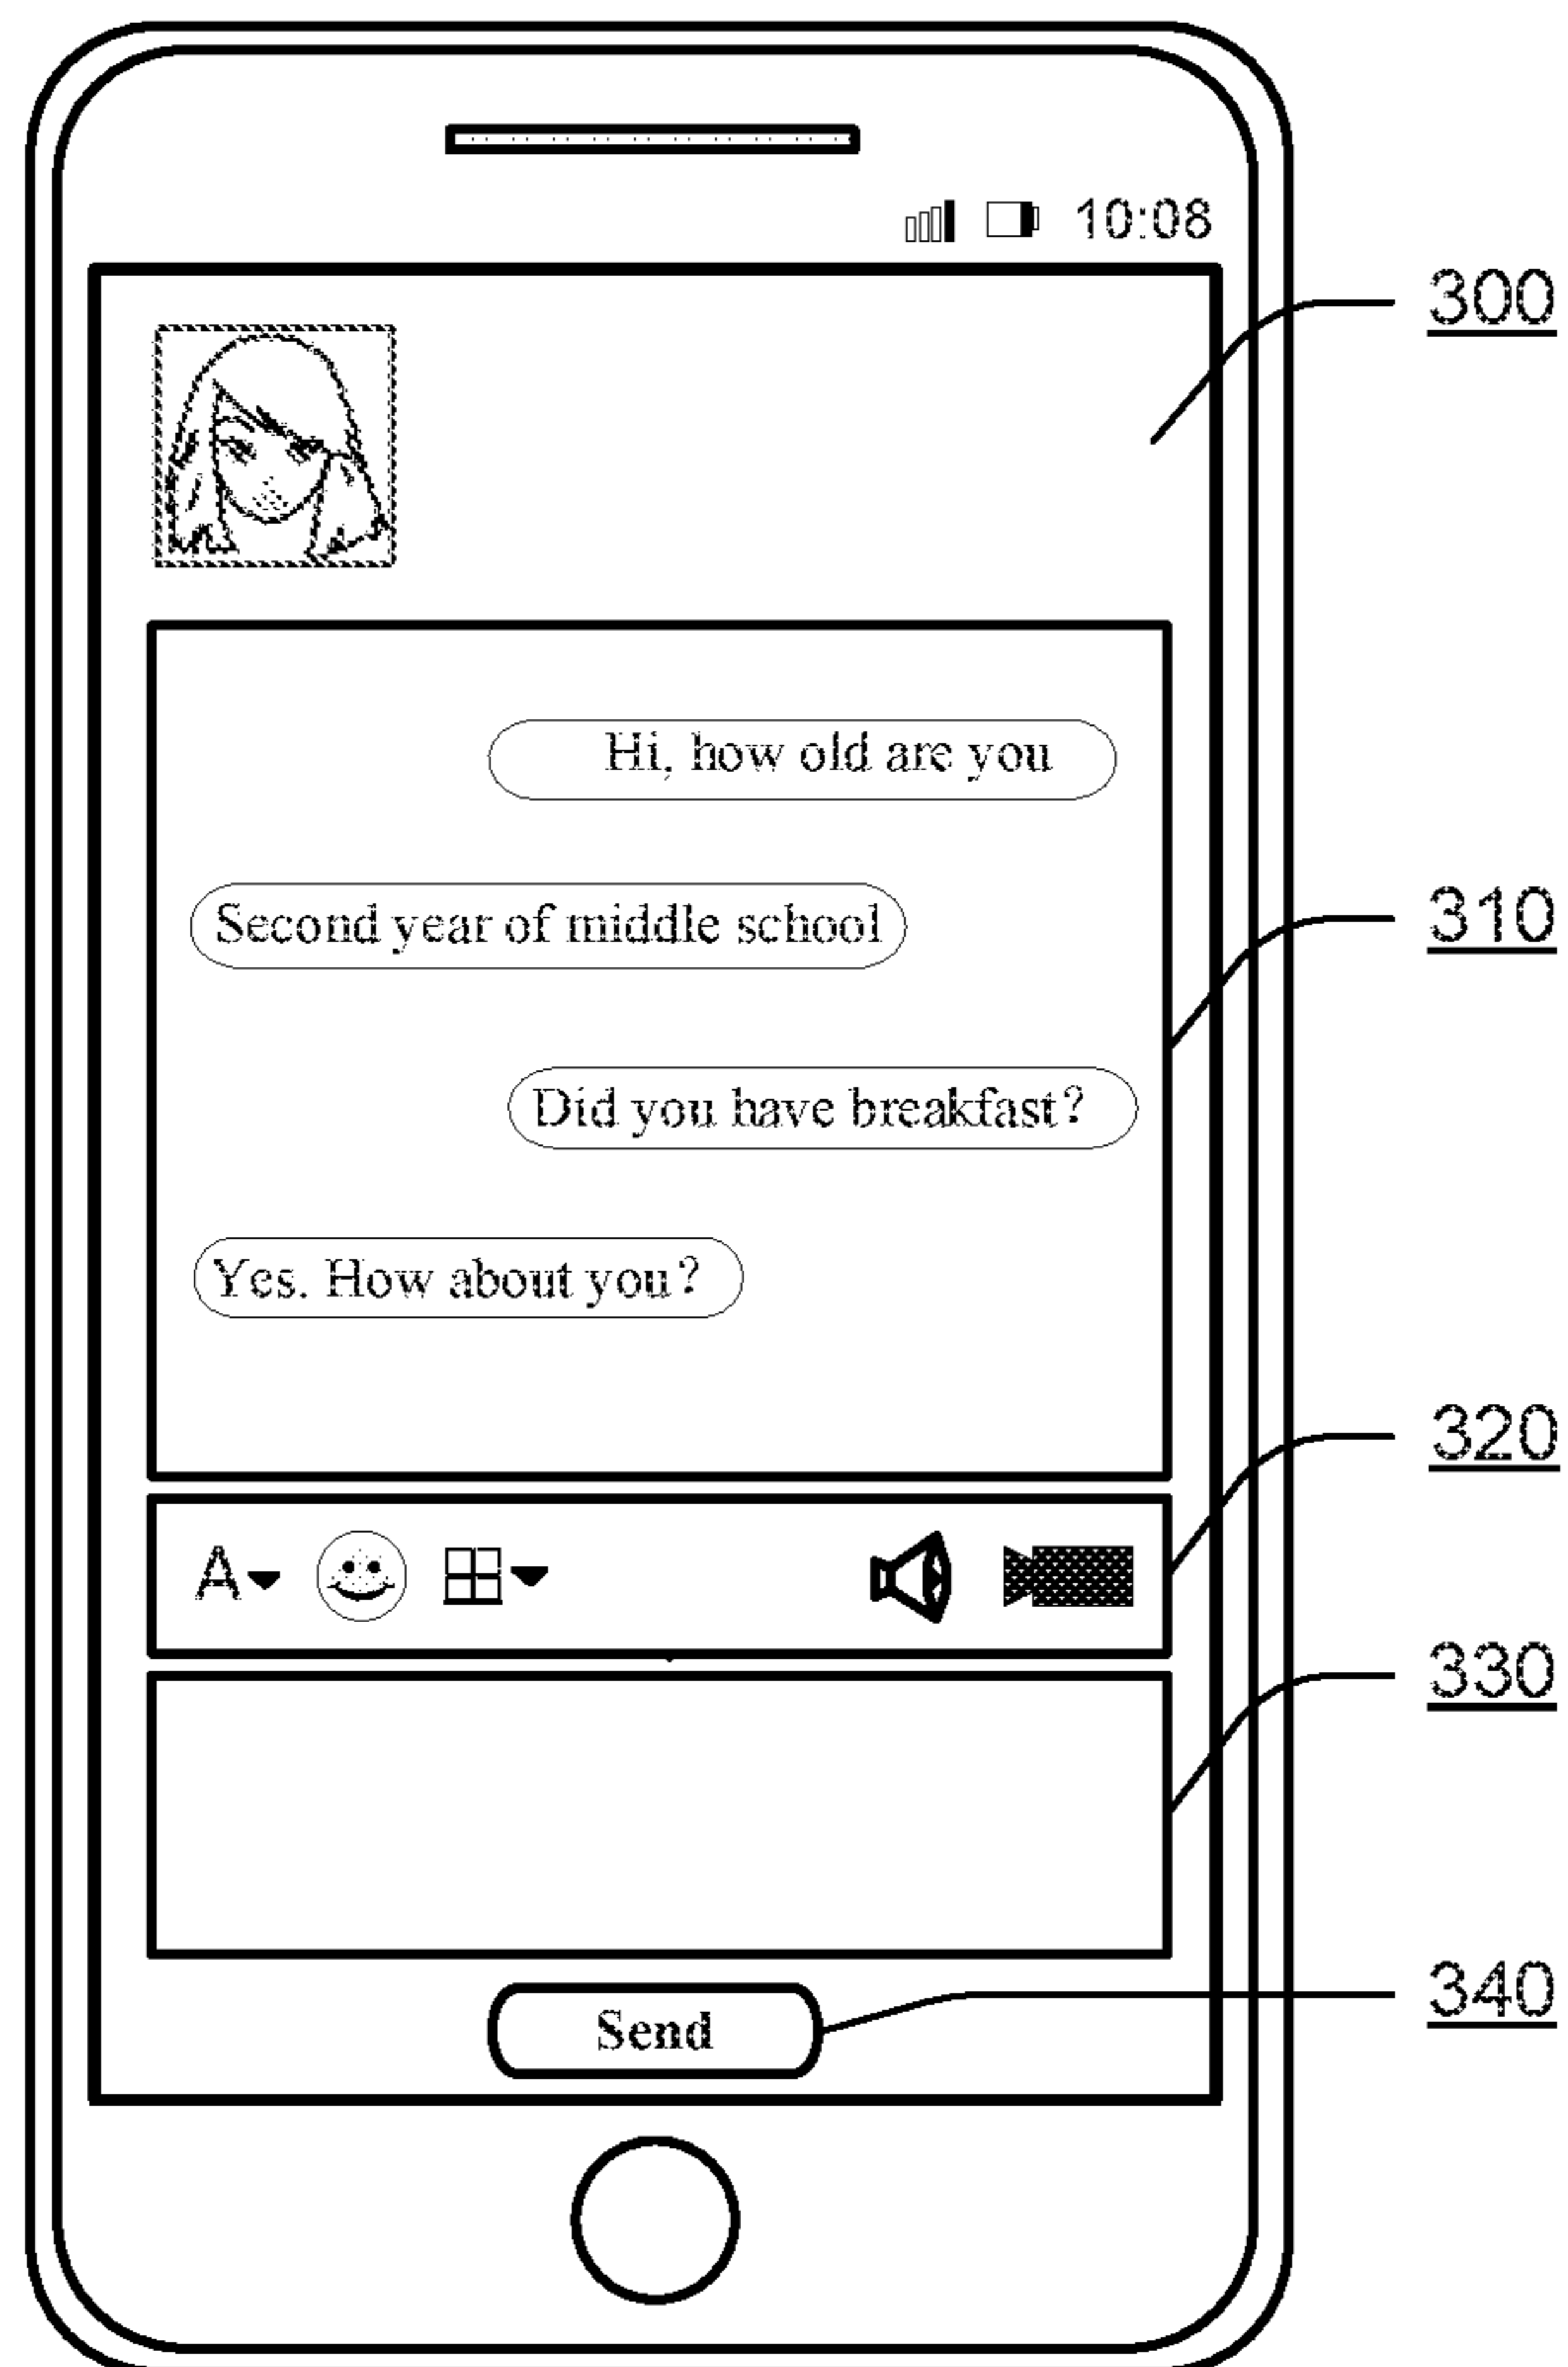 10:08
300
Hi, how old are you
Second year of middle school
310
Did you have breakfast?
Yes. How about you?
320
A
330
Send
340